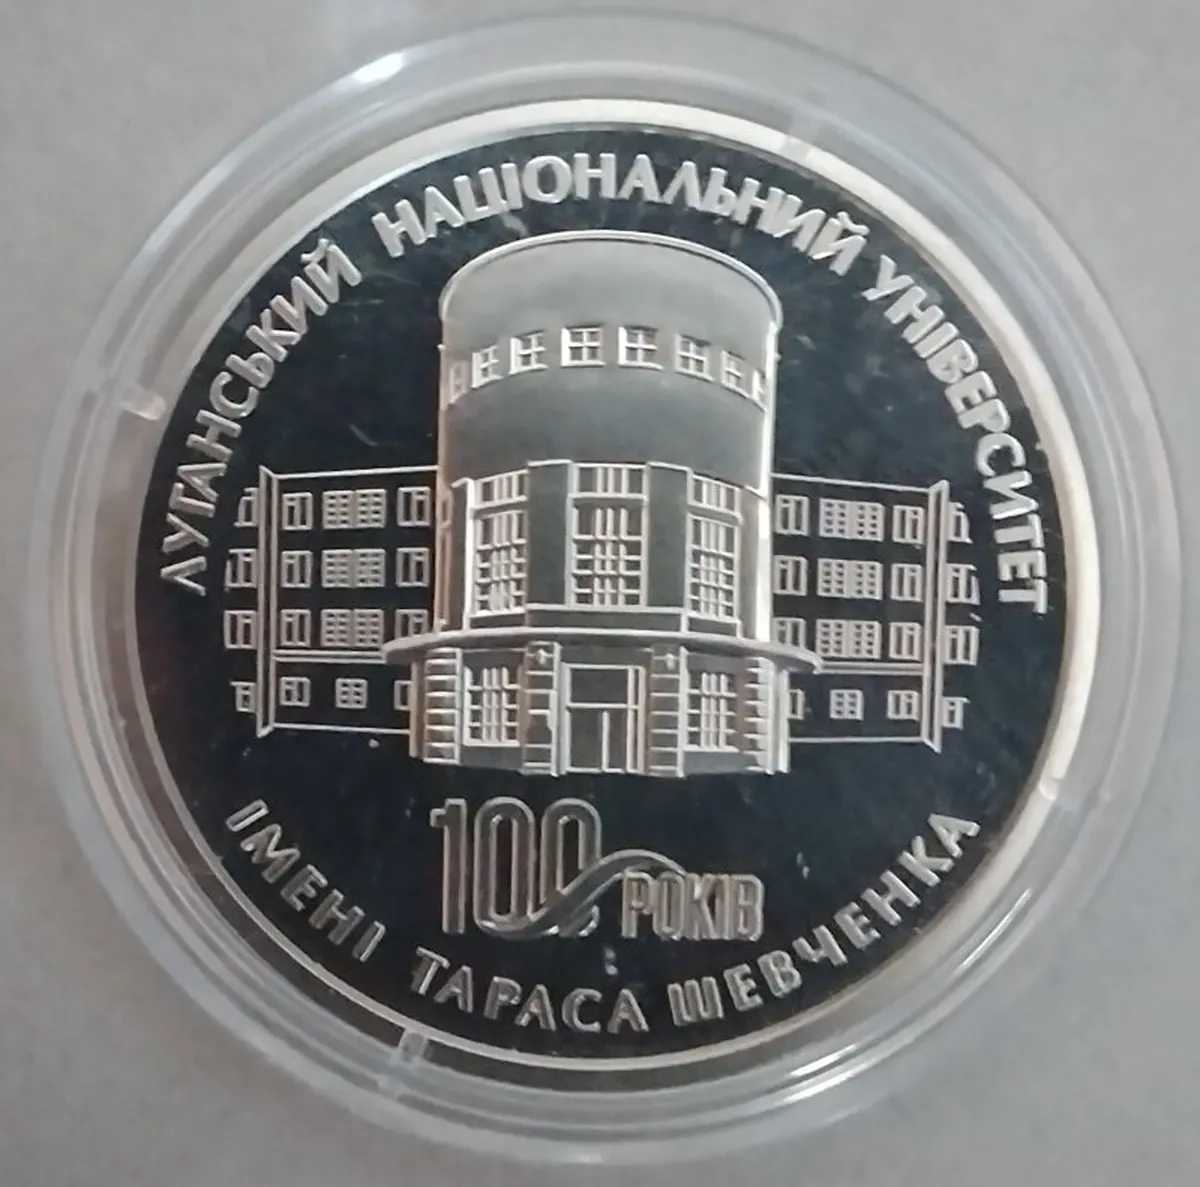 ЛУГАНСЬКИЙ НАЦІОНАЛЬНИЙ УНІВЕРСИТЕТ
100 РОКІВ
ІМЕНІ ТАРАСА ШЕВЧЕНКА